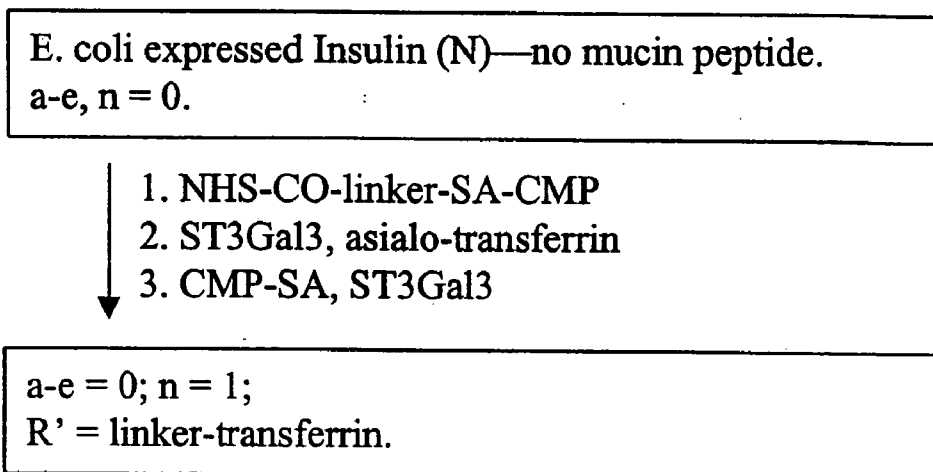 E. coli expressed Insulin (N)—no mucin peptide.
a-e, n = 0.
1. NHS-CO-linker-SA-CMP
2. ST3Gal3, asialo-transferrin
3. CMP-SA, ST3Gal3
a-e = 0; n = 1;
R’ = linker-transferrin.